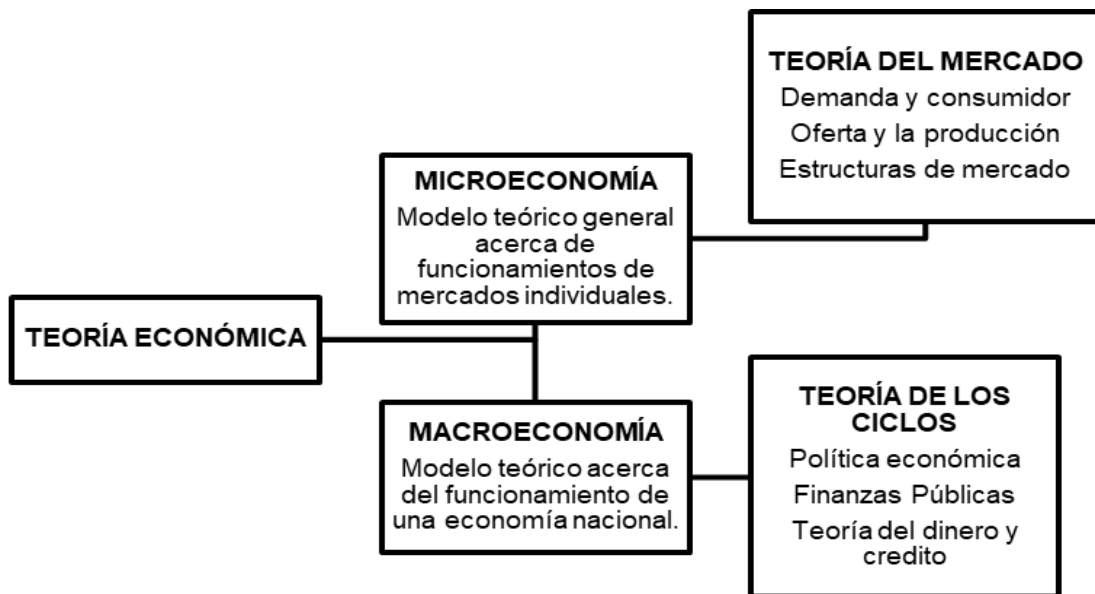 TEORÍA ECONÓMICA
MICROECONOMÍA
Modelo teórico general
acerca de
funcionamientos de
mercados individuales.
TEORÍA DEL MERCADO
Demanda y consumidor
Oferta y la producción
Estructuras de mercado
MACROECONOMÍA
Modelo teórico acerca
del funcionamiento de
una economía nacional.
TEORÍA DE LOS
CICLOS
Política económica
Finanzas Públicas
Teoría del dinero y
credito